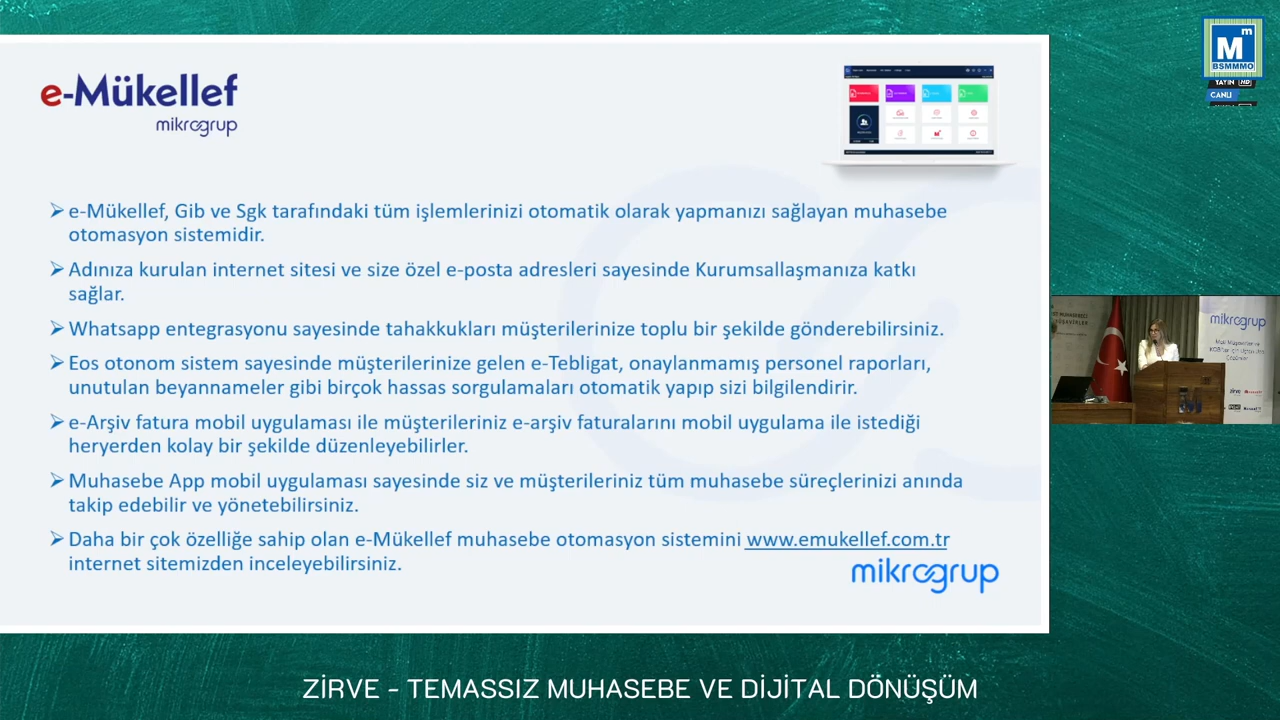 e-Mükellef
mikrogrup
Mm
BSMMMO
YAYIN HD
CANLI
➢ e-Mükellef, Gib ve Sgk tarafındaki tüm işlemlerinizi otomatik olarak yapmanızı sağlayan muhasebe
otomasyon sistemidir.
➢ Adınıza kurulan internet sitesi ve size özel e-posta adresleri sayesinde Kurumsallaşmanıza katkı
sağlar.
➢ Whatsapp entegrasyonu sayesinde tahakkukları müşterilerinize toplu bir şekilde gönderebilirsiniz.
➢ Eos otonom sistem sayesinde müşterilerinize gelen e-Tebligat, onaylanmamış personel raporları,
unutulan beyannameler gibi birçok hassas sorgulamaları otomatik yapıp sizi bilgilendirir.
➢ e-Arşiv fatura mobil uygulaması ile müşterileriniz e-arşiv faturalarını mobil uygulama ile istediği
heryerden kolay bir şekilde düzenleyebilirler.
➢ Muhasebe App mobil uygulaması sayesinde siz ve müşterileriniz tüm muhasebe süreçlerinizi anında
takip edebilir ve yönetebilirsiniz.
➢ Daha bir çok özelliğe sahip olan e-Mükellef muhasebe otomasyon sistemini www.emukellef.com.tr
internet sitemizden inceleyebilirsiniz.
mikrogrup
mikrogrup
ZİRVE - TEMASSIZ MUHASEBE VE DİJİTAL DÖNÜŞÜM